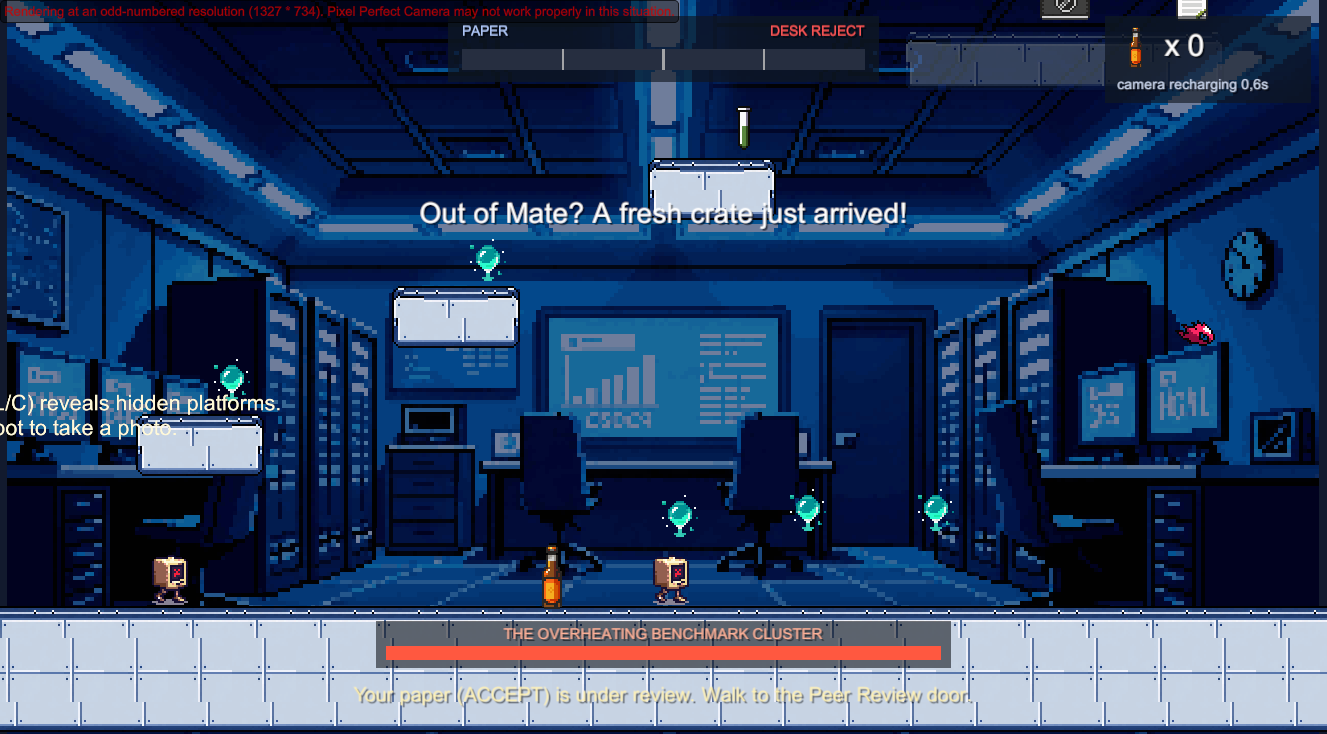 Rendering at an odd-numbered resolution (1327 * 734). Pixel Perfect Camera may not work properly in this situation.
PAPER
DESK REJECT
x 0
camera recharging 0,6s
Out of Mate? A fresh crate just arrived!
/C) reveals hidden platforms.
to take a photo.
THE OVERHEATING BENCHMARK CLUSTER
Your paper (ACCEPT) is under review. Walk to the Peer Review door.